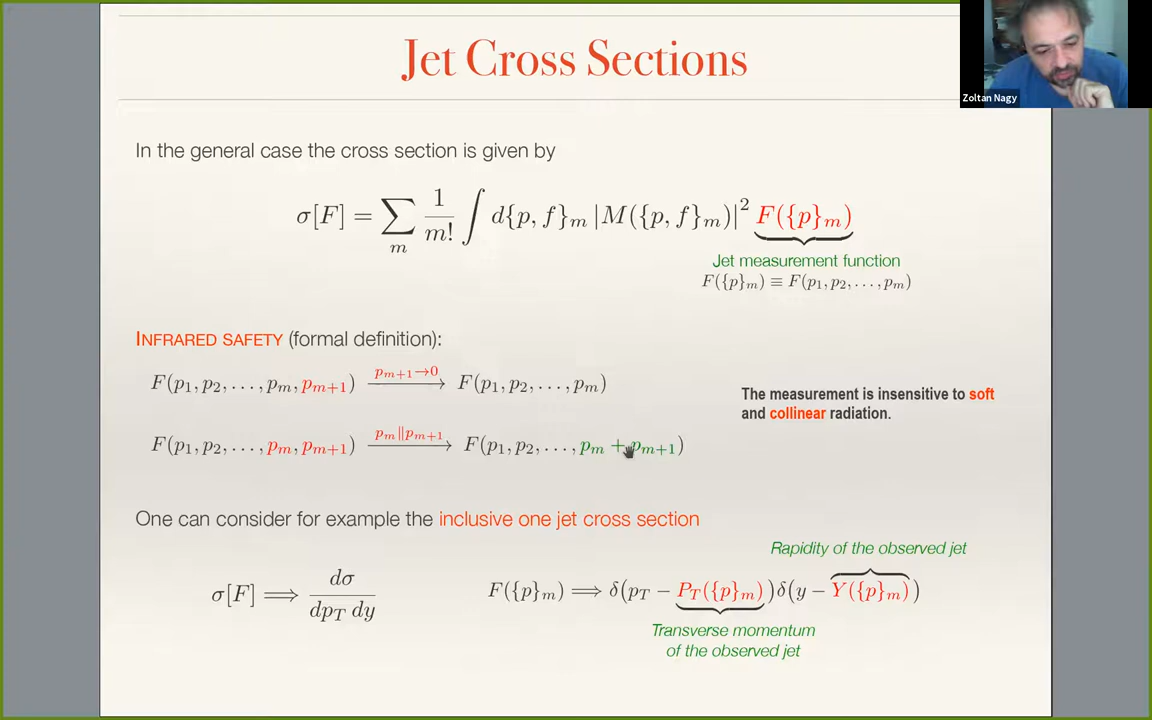 Jet Cross Sections
Zoltan Nagy
In the general case the cross section is given by
σ[F] = ∑_m 1/m! ∫ d{p, f}_m |M({p, f}_m)|² F({p}_m)
Jet measurement function
F({p}_m) ≡ F(p₁, p₂, . . . , p_m)
INFRARED SAFETY (formal definition):
F(p₁, p₂, . . . , p_m, p_{m+1}) p_{m+1}→0 ⟶ F(p₁, p₂, . . . , p_m)
The measurement is insensitive to soft
and collinear radiation.
F(p₁, p₂, . . . , p_m, p_{m+1}) p_m∥p_{m+1} ⟶ F(p₁, p₂, . . . , p_m + p_{m+1})
One can consider for example the inclusive one jet cross section
Rapidity of the observed jet
σ[F] ⟹ dσ/dp_T dy
F({p}_m) ⟹ δ(p_T − P_T({p}_m))δ(y − Y({p}_m))
Transverse momentum
of the observed jet